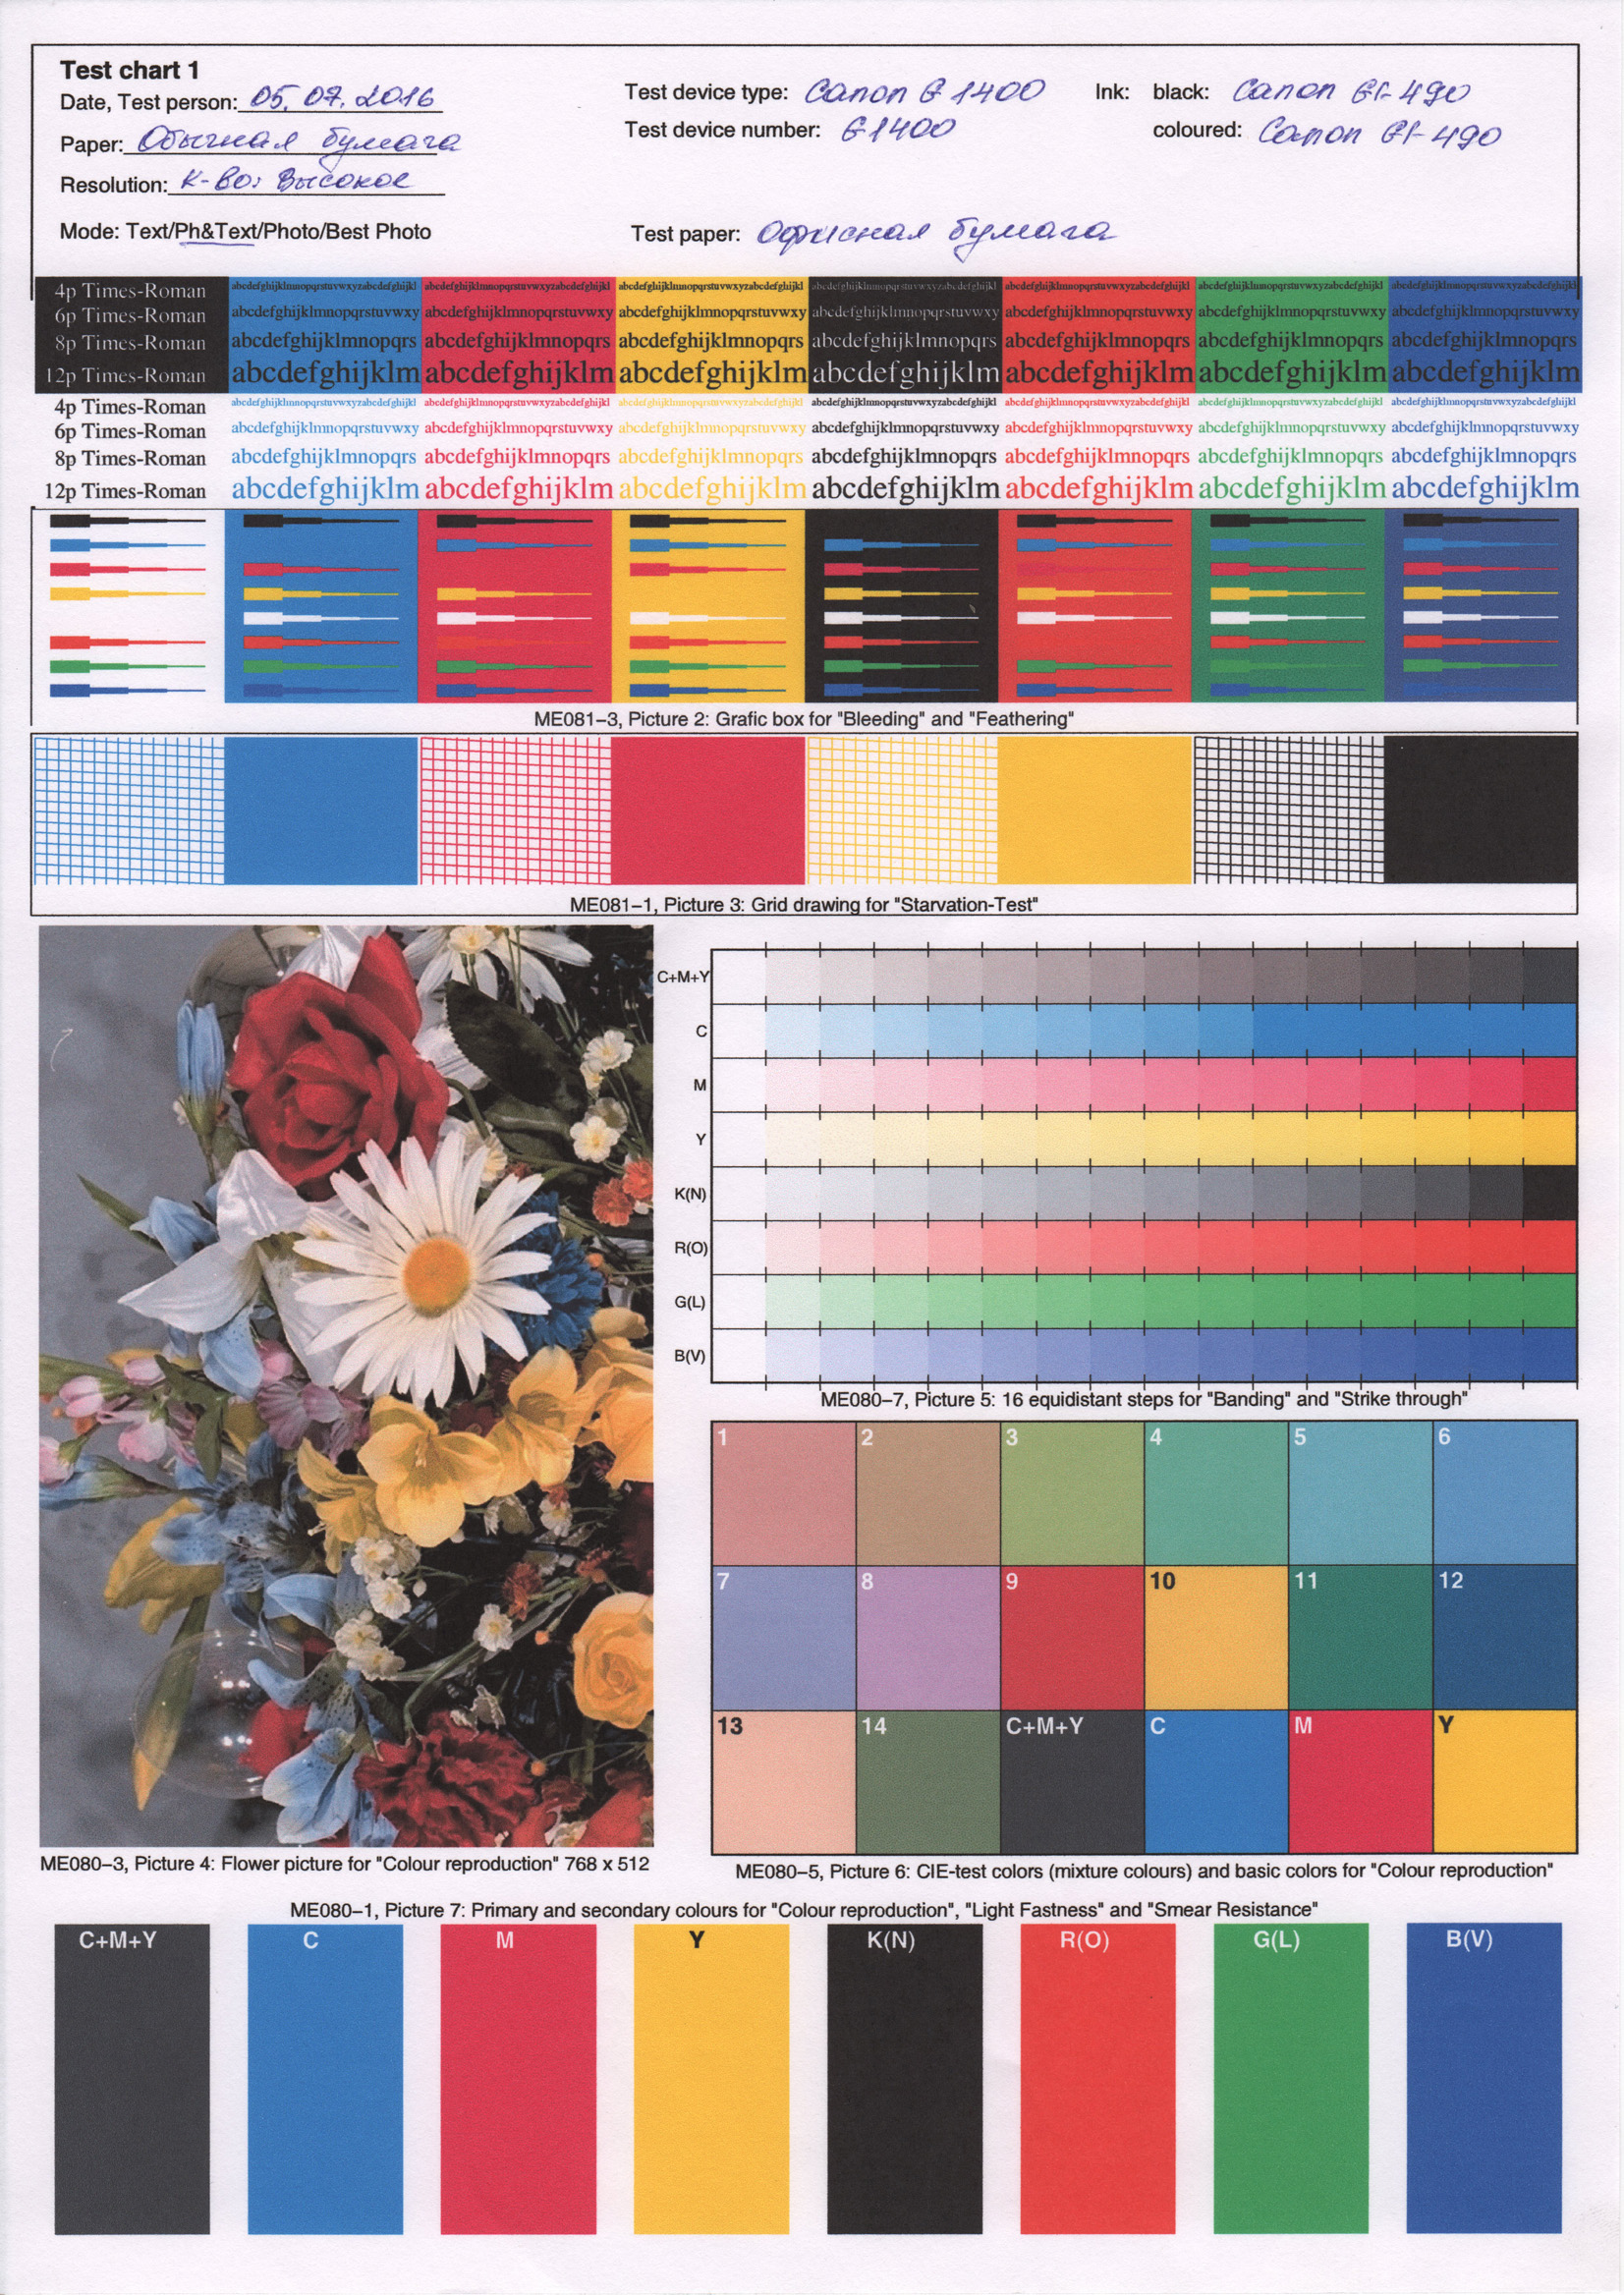 Test chart 1
Date, Test person: 05.07.2016
Test device type: Canon G 1400
Ink: black: Canon GI-490
Paper: Обычная бумага
Test device number: G1400
coloured: Canon GI-490
Resolution: К-во: Высокое
Mode: Text/Ph&Text/Photo/Best Photo
Test paper: Офисная бумага
4p Times-Roman abcdefghijklmnopqrstuvwxyzabcdefghijkl abcdefghijklmnopqrstuvwxyzabcdefghijkl abcdefghijklmnopqrstuvwxyzabcdefghijkl abcdefghijklmnopqrstuvwxyzabcdefghijkl abcdefghijklmnopqrstuvwxyzabcdefghijkl abcdefghijklmnopqrstuvwxyzabcdefghijkl abcdefghijklmnopqrstuvwxyzabcdefghijkl
6p Times-Roman abcdefghijklmnopqrstuvwxy abcdefghijklmnopqrstuvwxy abcdefghijklmnopqrstuvwxy abcdefghijklmnopqrstuvwxy abcdefghijklmnopqrstuvwxy abcdefghijklmnopqrstuvwxy abcdefghijklmnopqrstuvwxy
8p Times-Roman abcdefghijklmnopqrs abcdefghijklmnopqrs abcdefghijklmnopqrs abcdefghijklmnopqrs abcdefghijklmnopqrs abcdefghijklmnopqrs abcdefghijklmnopqrs
12p Times-Roman abcdefghijklm abcdefghijklm abcdefghijklm abcdefghijklm abcdefghijklm abcdefghijklm abcdefghijklm
4p Times-Roman abcdefghijklmnopqrstuvwxyzabcdefghijkl abcdefghijklmnopqrstuvwxyzabcdefghijkl abcdefghijklmnopqrstuvwxyzabcdefghijkl abcdefghijklmnopqrstuvwxyzabcdefghijkl abcdefghijklmnopqrstuvwxyzabcdefghijkl abcdefghijklmnopqrstuvwxyzabcdefghijkl abcdefghijklmnopqrstuvwxyzabcdefghijkl
6p Times-Roman abcdefghijklmnopqrstuvwxy abcdefghijklmnopqrstuvwxy abcdefghijklmnopqrstuvwxy abcdefghijklmnopqrstuvwxy abcdefghijklmnopqrstuvwxy abcdefghijklmnopqrstuvwxy abcdefghijklmnopqrstuvwxy
8p Times-Roman abcdefghijklmnopqrs abcdefghijklmnopqrs abcdefghijklmnopqrs abcdefghijklmnopqrs abcdefghijklmnopqrs abcdefghijklmnopqrs abcdefghijklmnopqrs
12p Times-Roman abcdefghijklm abcdefghijklm abcdefghijklm abcdefghijklm abcdefghijklm abcdefghijklm abcdefghijklm
ME081-3, Picture 2: Grafic box for "Bleeding" and "Feathering"
ME081-1, Picture 3: Grid drawing for "Starvation-Test"
C+M+Y
C
M
Y
K(N)
R(O)
G(L)
B(V)
ME080-7, Picture 5: 16 equidistant steps for "Banding" and "Strike through"
1 2 3 4 5 6
7 8 9 10 11 12
13 14 C+M+Y C M Y
ME080-3, Picture 4: Flower picture for "Colour reproduction" 768 x 512
ME080-5, Picture 6: CIE-test colors (mixture colours) and basic colors for "Colour reproduction"
ME080-1, Picture 7: Primary and secondary colours for "Colour reproduction", "Light Fastness" and "Smear Resistance"
C+M+Y C M Y K(N) R(O) G(L) B(V)